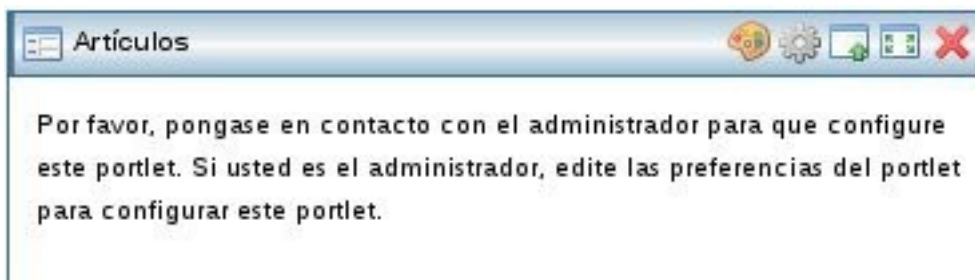 Artículos
Por favor, pongase en contacto con el administrador para que configure
este portlet. Si usted es el administrador, edite las preferencias del portlet
para configurar este portlet.